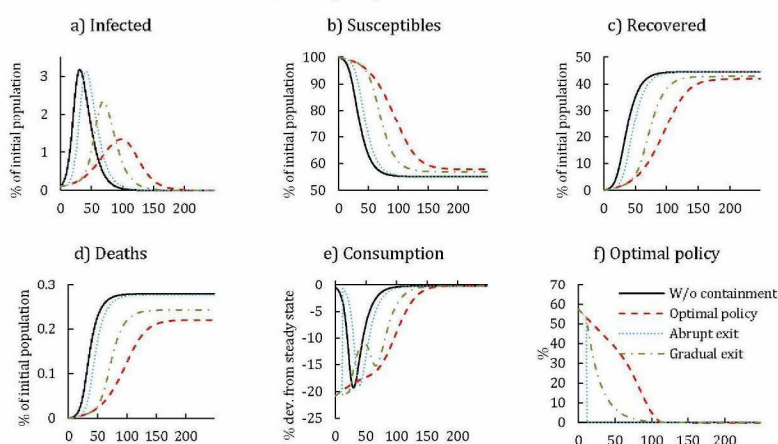 a) Infected
b) Susceptibles
c) Recovered
% of initial population
3
2
1
0
0 50 100 150 200
% of initial population
100
90
80
70
60
50
0 50 100 150 200
% of initial population
50
40
30
20
10
0
0 50 100 150 200
d) Deaths
e) Consumption
f) Optimal policy
% of initial population
0.3
0.2
0.1
0
0 50 100 150 200
% dev. from steady state
0
-5
-10
-15
-20
-25
0 50 100 150 200
%
70
60
50
40
30
20
10
0
0 50 100 150 200
W/o containment
Optimal policy
Abrupt exit
Gradual exit